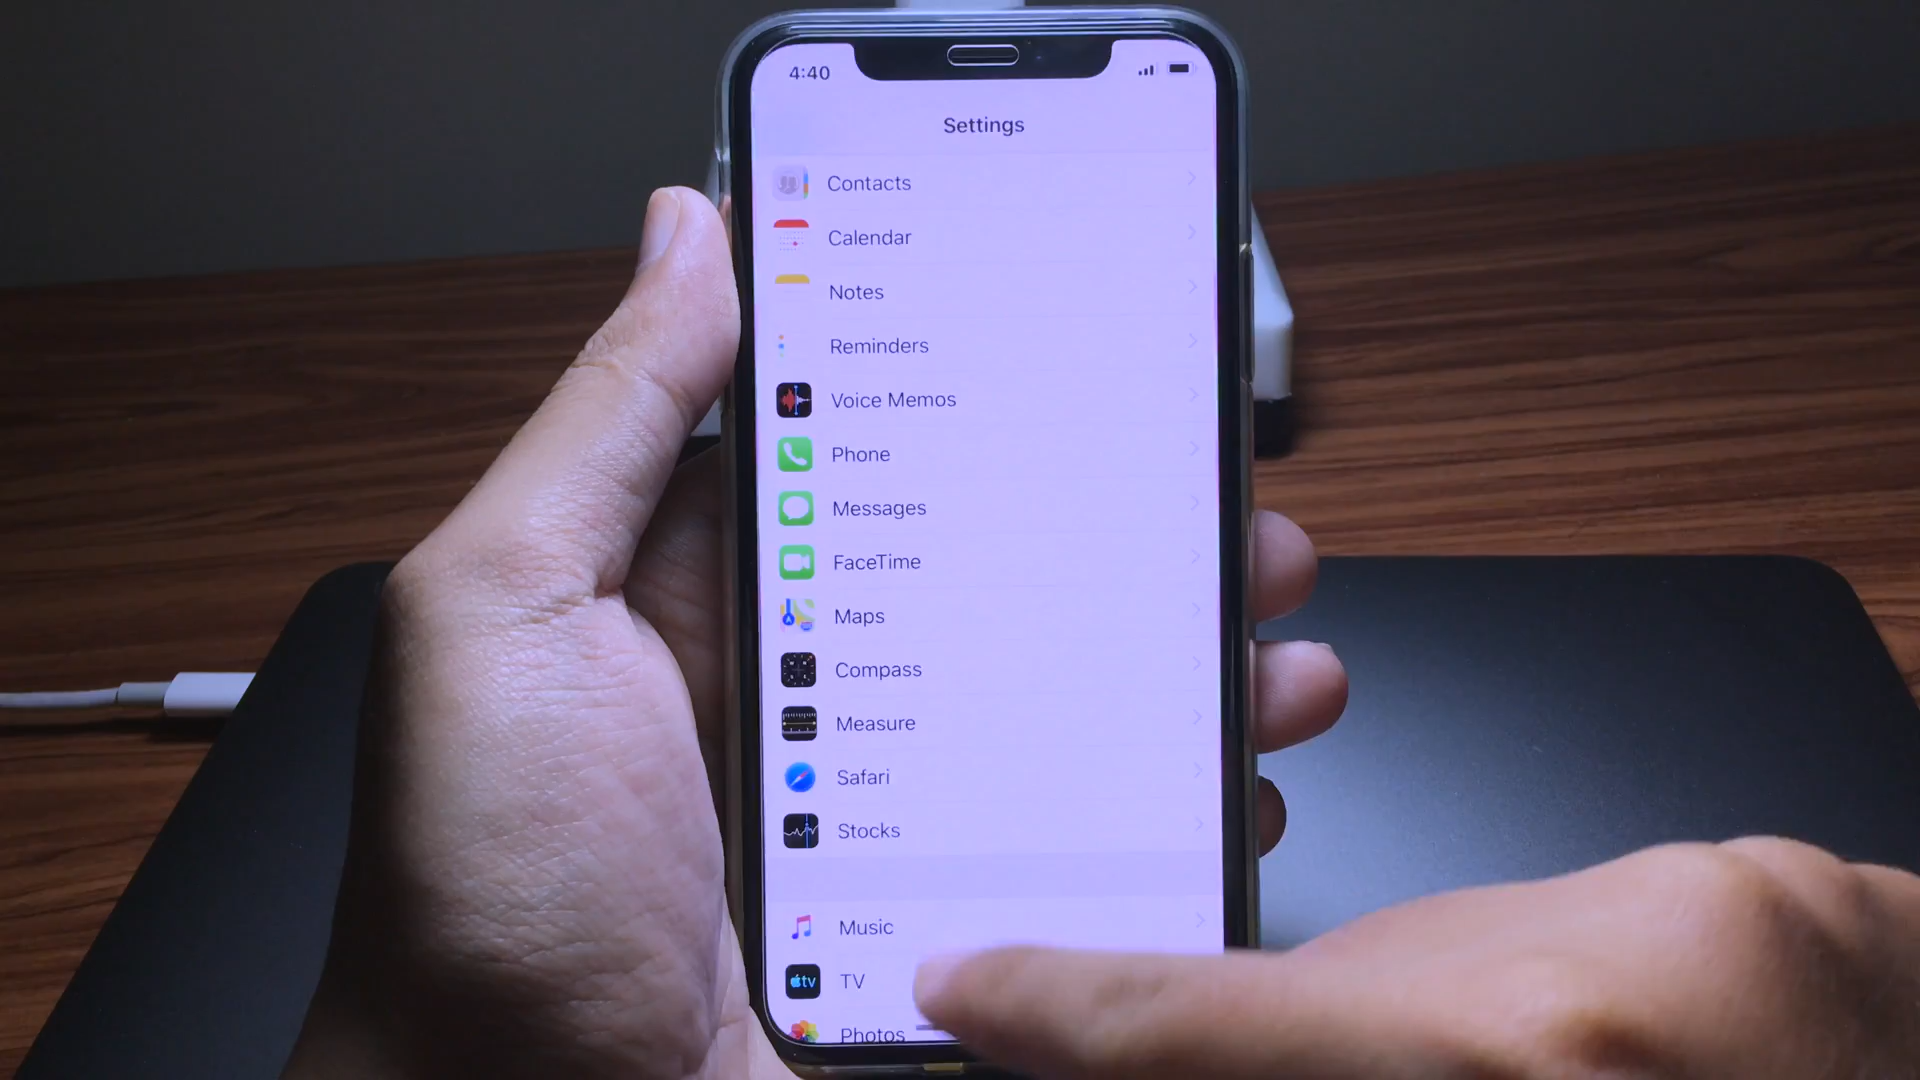 4:40
Settings
Contacts
Calendar
Notes
Reminders
Voice Memos
Phone
Messages
FaceTime
Maps
Compass
Measure
Safari
Stocks
Music
tv TV
Photos